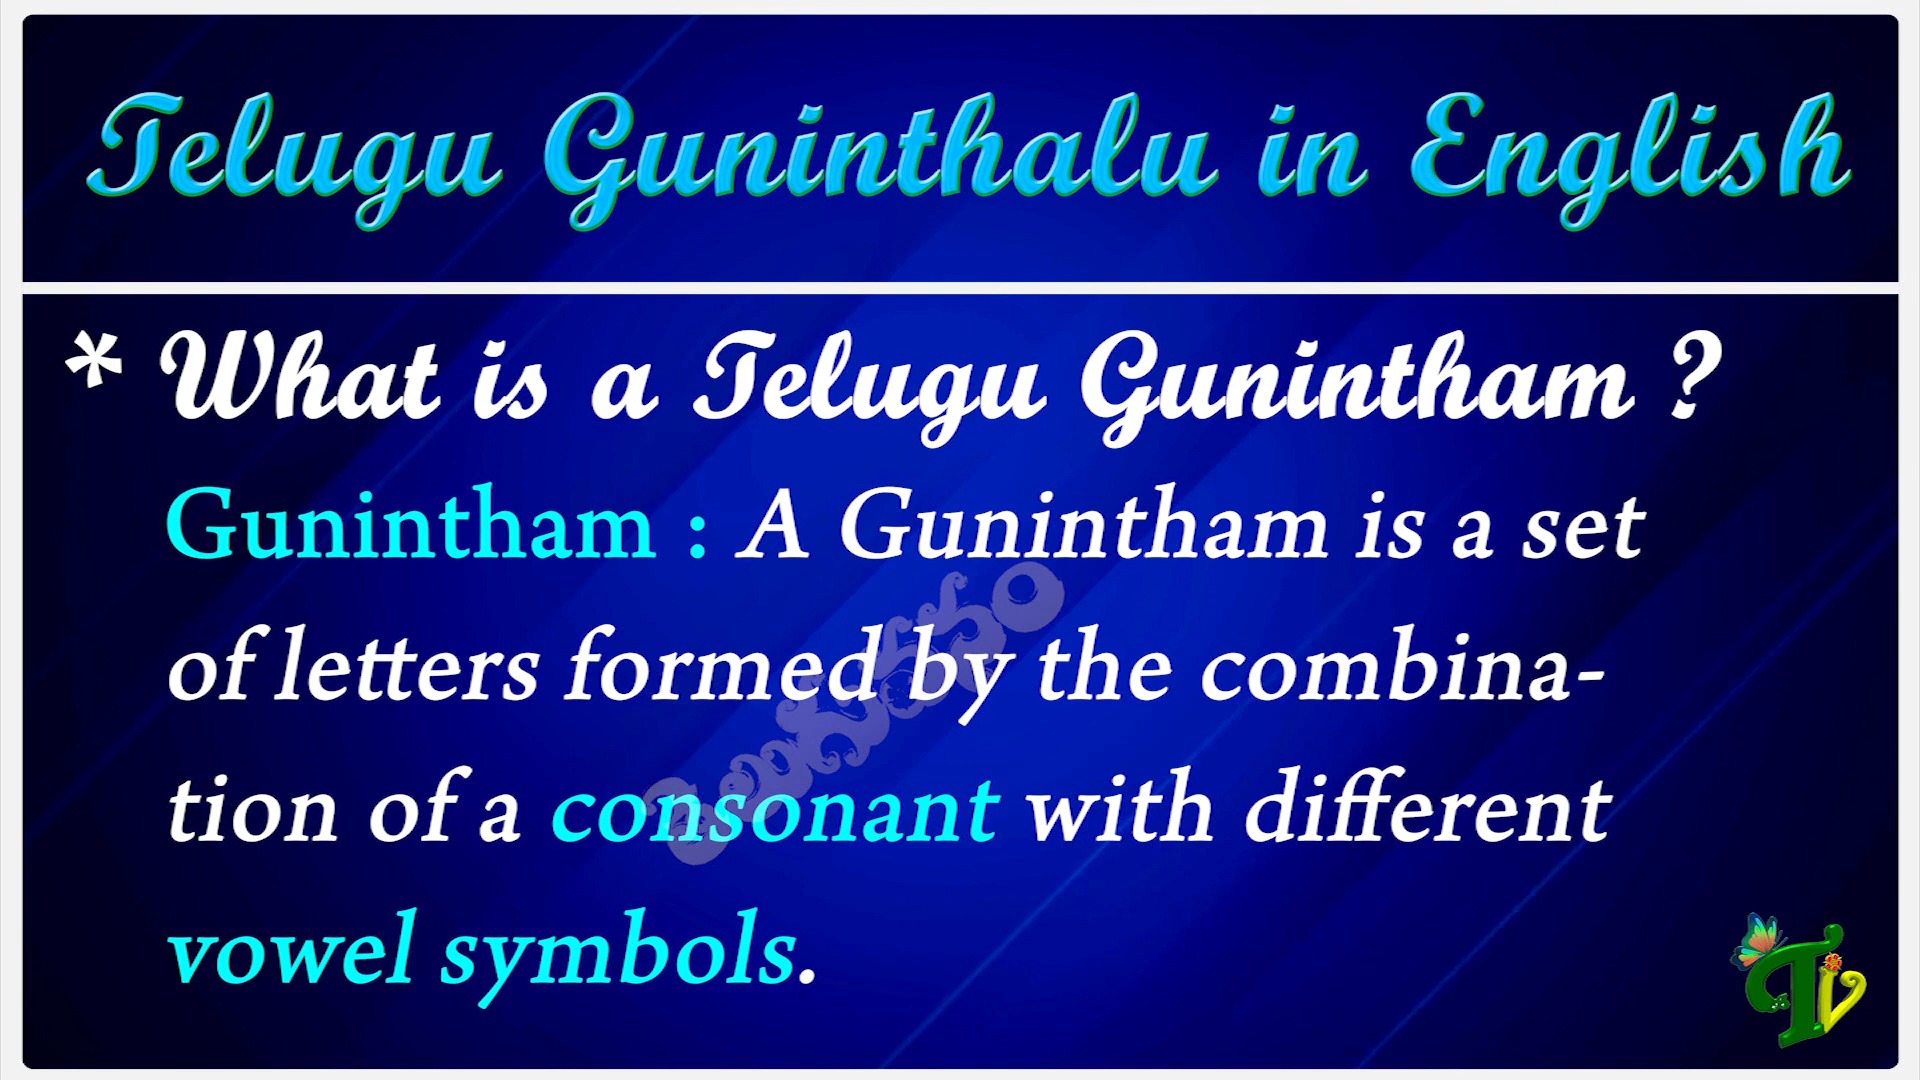 Telugu Guninthalu in English
* What is a Telugu Gunintham ?
Gunintham : A Gunintham is a set
of letters formed by the combina-
tion of a consonant with different
vowel symbols.